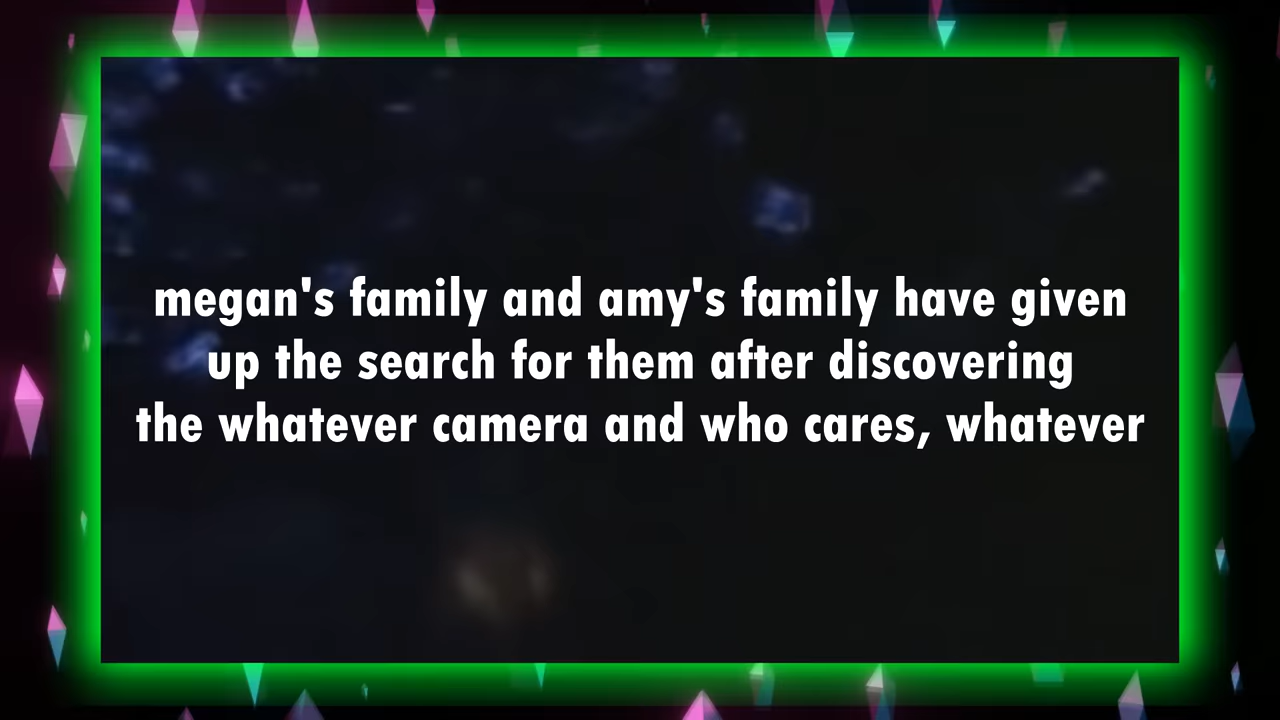 megan's family and amy's family have given
up the search for them after discovering
the whatever camera and who cares, whatever